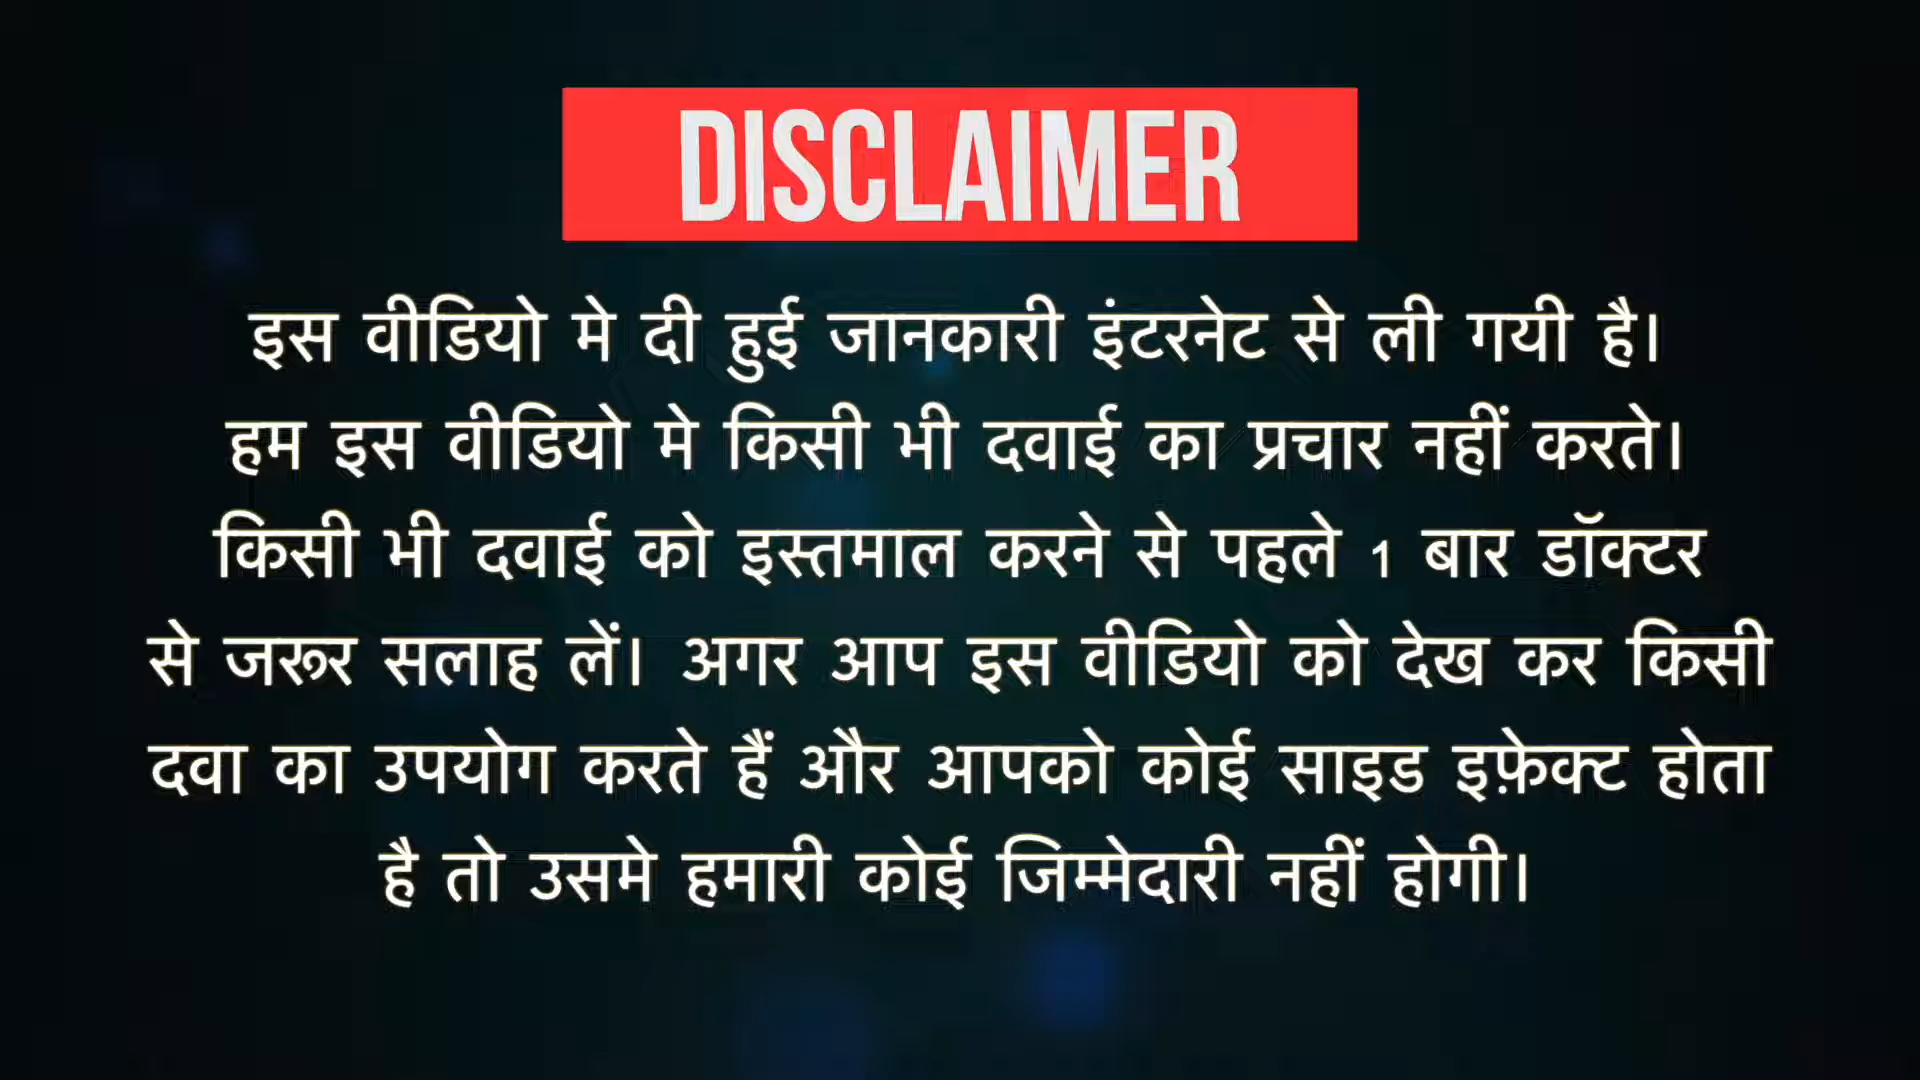 DISCLAIMER
इस वीडियो मे दी हुई जानकारी इंटरनेट से ली गयी है।
हम इस वीडियो मे किसी भी दवाई का प्रचार नहीं करते।
किसी भी दवाई को इस्तमाल करने से पहले 1 बार डॉक्टर
से जरूर सलाह लें। अगर आप इस वीडियो को देख कर किसी
दवा का उपयोग करते हैं और आपको कोई साइड इफ़ेक्ट होता
है तो उसमे हमारी कोई जिम्मेदारी नहीं होगी।